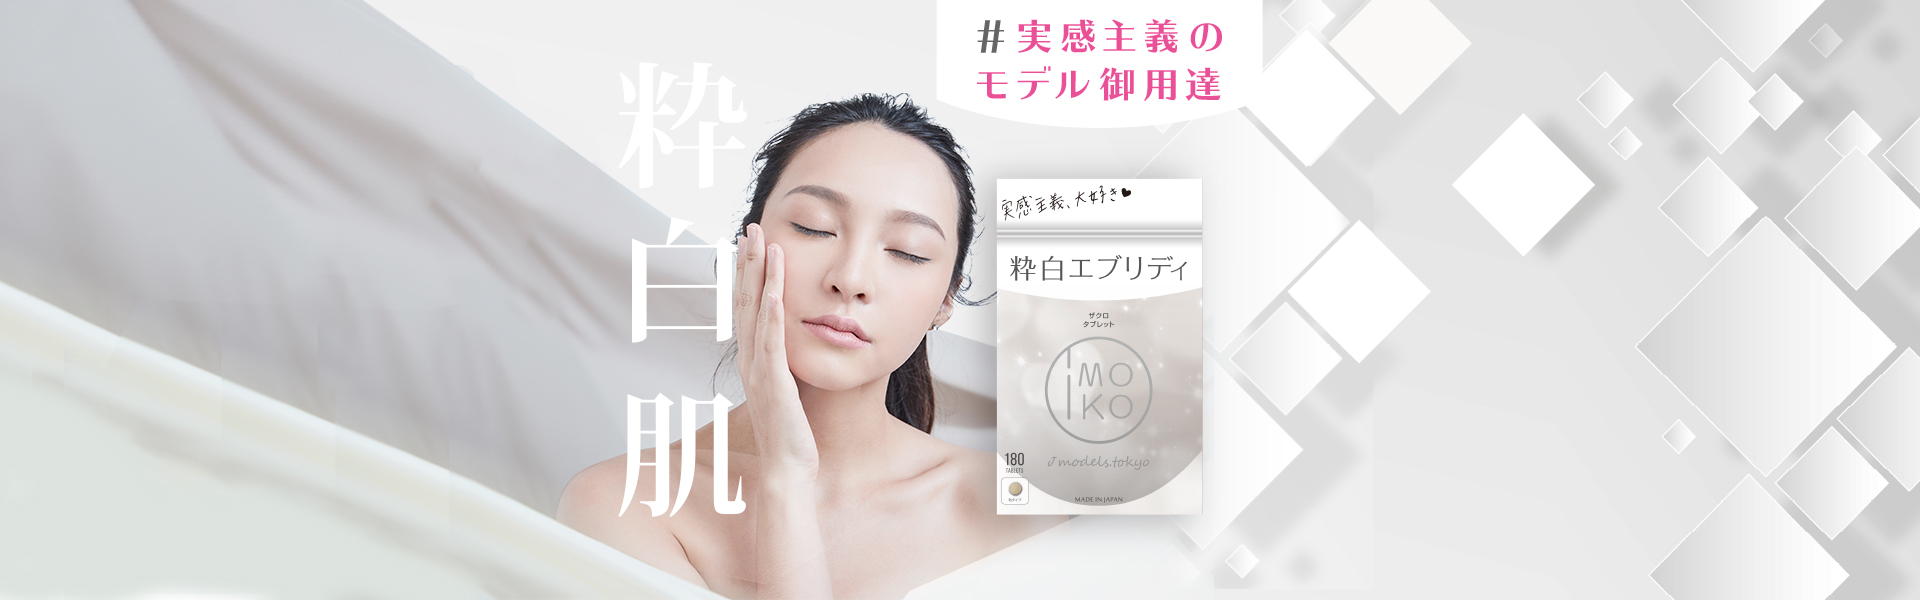 #実感主義の
モデル御用達
粋白肌
実感主義、大好き♥
粋白エブリディ
ザクロ
タブレット
iMOKO
J models.tokyo
180
TABLETS
MADE IN JAPAN